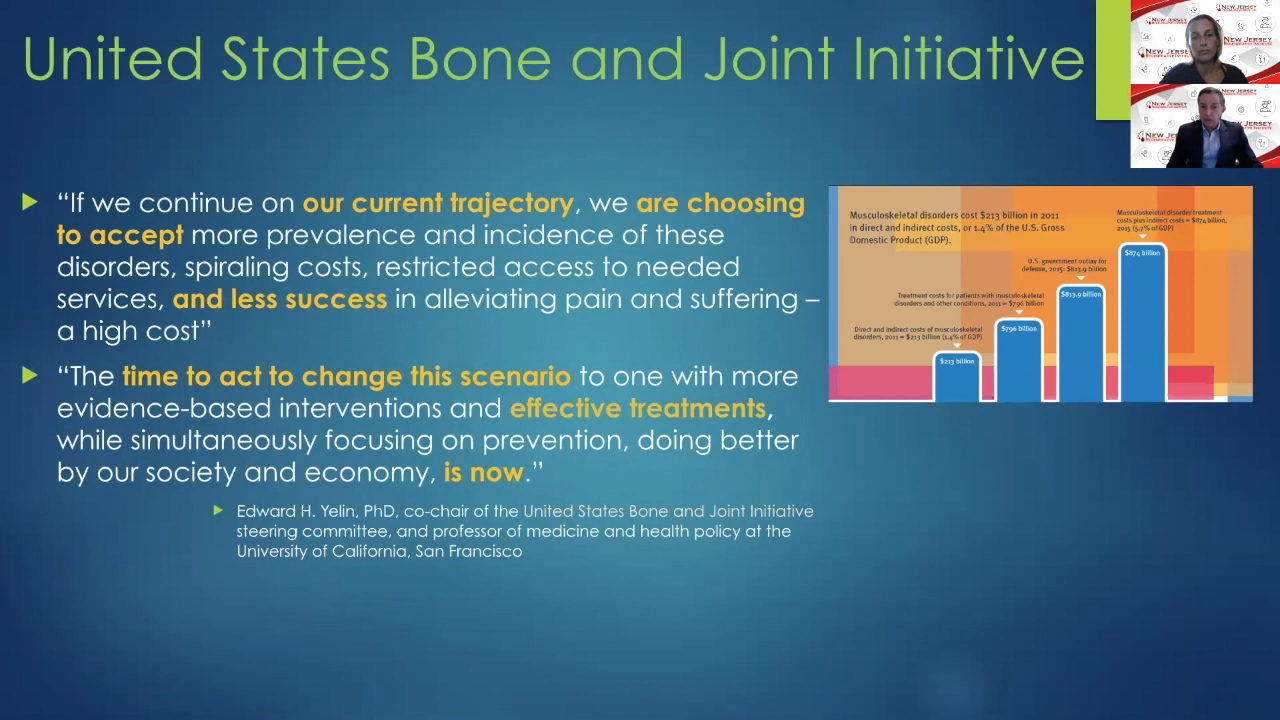 United States Bone and Joint Initiative
NEW JERSEY
NEW JERSEY
“If we continue on our current trajectory, we are choosing
to accept more prevalence and incidence of these
disorders, spiraling costs, restricted access to needed
services, and less success in alleviating pain and suffering –
a high cost”
“The time to act to change this scenario to one with more
evidence-based interventions and effective treatments,
while simultaneously focusing on prevention, doing better
by our society and economy, is now.”
Edward H. Yelin, PhD, co-chair of the United States Bone and Joint Initiative
steering committee, and professor of medicine and health policy at the
University of California, San Francisco
Musculoskeletal disorders cost $213 billion in 2011
in direct and indirect costs, or 1.4% of the U.S. Gross
Domestic Product (GDP).
Musculoskeletal disorder treatment
costs plus indirect costs = $874 billion,
2015 (5.7% of GDP)
$874 billion
U.S. government outlay for
defense, 2015: $813.9 billion
$813.9 billion
Treatment costs for patients with musculoskeletal
disorders and other conditions, 2011 = $796 billion
$796 billion
Direct and indirect costs of musculoskeletal
disorders, 2011 = $213 billion (1.4% of GDP)
$213 billion